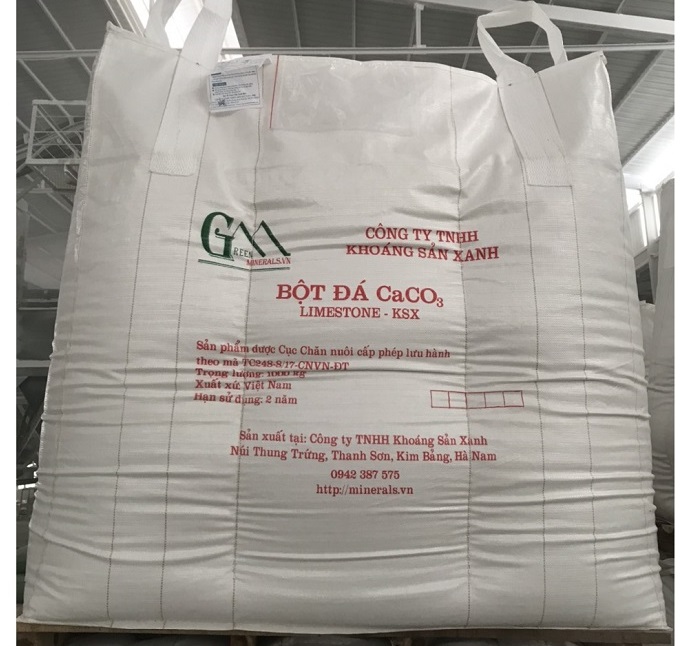 GM
GREEN
MINERALS.VN
CÔNG TY TNHH
KHOÁNG SẢN XANH
BỘT ĐÁ CaCO₃
LIMESTONE - KSX
Sản phẩm được Cục Chăn nuôi cấp phép lưu hành
theo mã TC248-8/17-CNVN-ĐT
Trọng lượng: 1000 kg
Xuất xứ: Việt Nam
Hạn sử dụng: 2 năm
Sản xuất tại: Công ty TNHH Khoáng Sản Xanh
Núi Thung Trứng, Thanh Sơn, Kim Bảng, Hà Nam
0942 387 575
http://minerals.vn